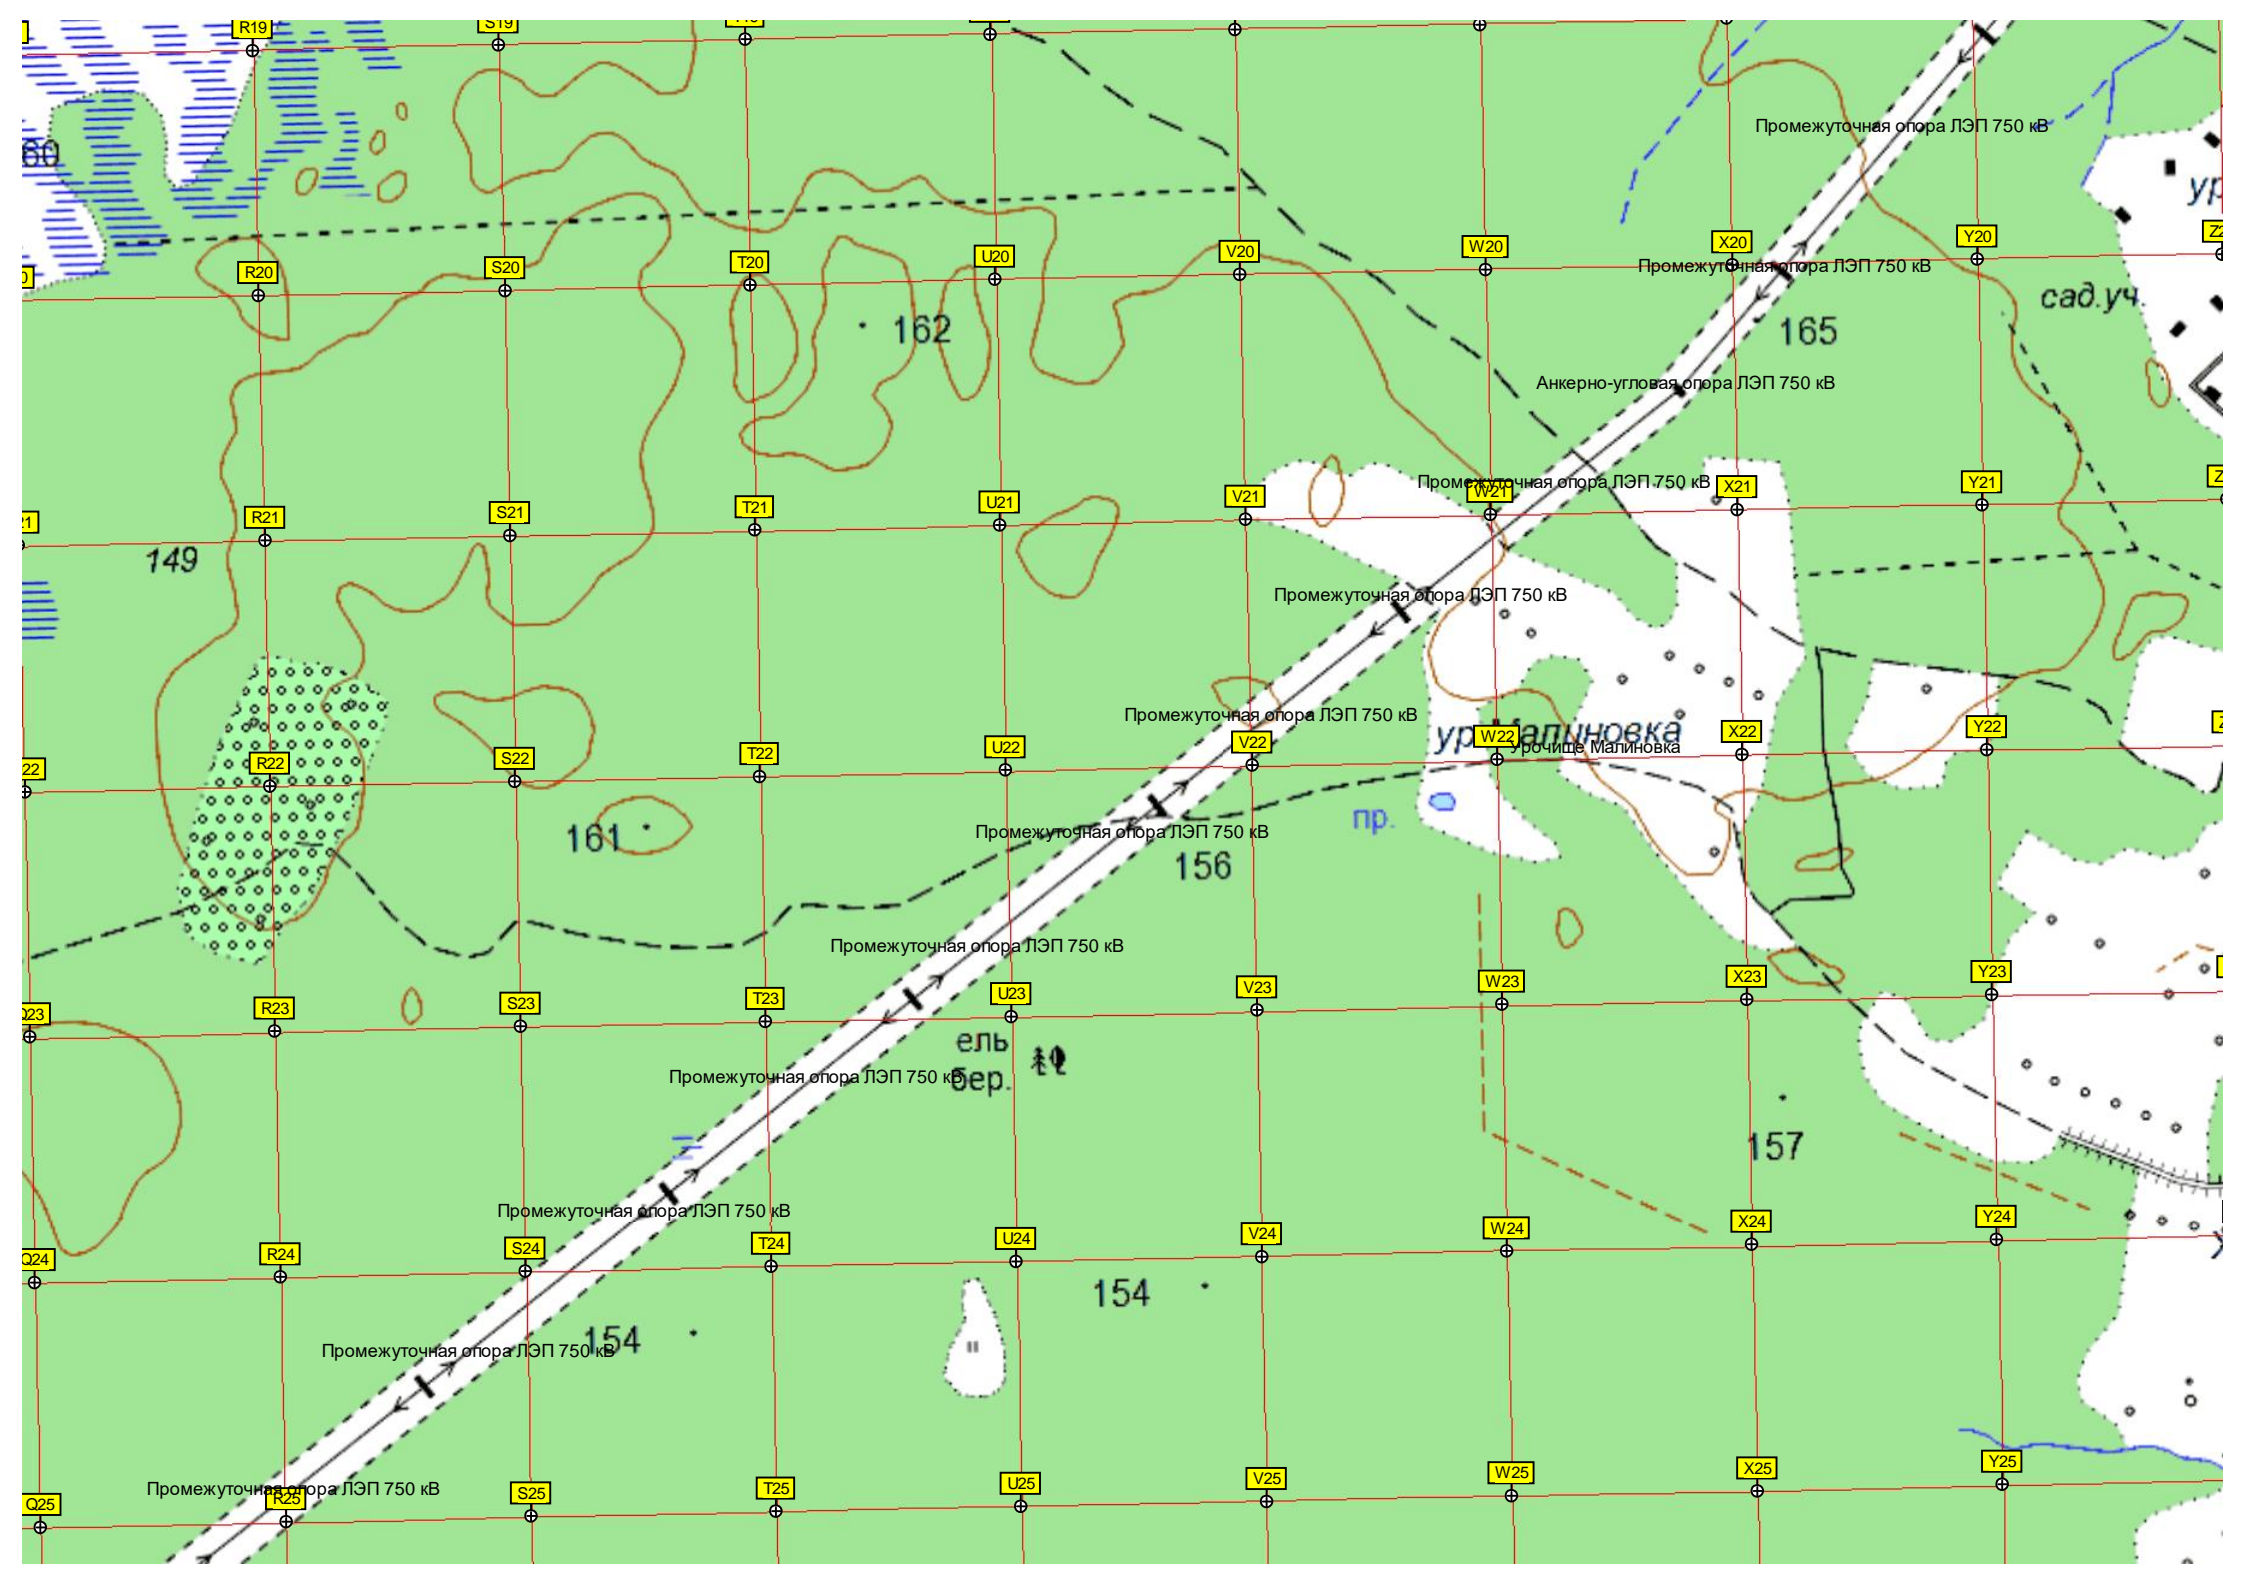 R19
S19
60
Промежуточная опора ЛЭП 750 кВ
ур
R20
S20
T20
U20
V20
W20
X20
Y20
Промежуточная опора ЛЭП 750 кВ
сад.уч.
162
165
Анкерно-угловая опора ЛЭП 750 кВ
Промежуточная опора ЛЭП 750 кВ
R21
S21
T21
U21
V21
W21
X21
Y21
149
Промежуточная опора ЛЭП 750 кВ
Промежуточная опора ЛЭП 750 кВ
ур. Малиновка
Урочище Малиновка
22
R22
S22
T22
U22
V22
W22
X22
Y22
пр.
161
Промежуточная опора ЛЭП 750 кВ
156
Промежуточная опора ЛЭП 750 кВ
Q23
R23
S23
T23
U23
V23
W23
X23
Y23
ель
бер.
Промежуточная опора ЛЭП 750 кВ
157
Промежуточная опора ЛЭП 750 кВ
Q24
R24
S24
T24
U24
V24
W24
X24
Y24
154
154
Промежуточная опора ЛЭП 750 кВ
Промежуточная опора ЛЭП 750 кВ
Q25
R25
S25
T25
U25
V25
W25
X25
Y25